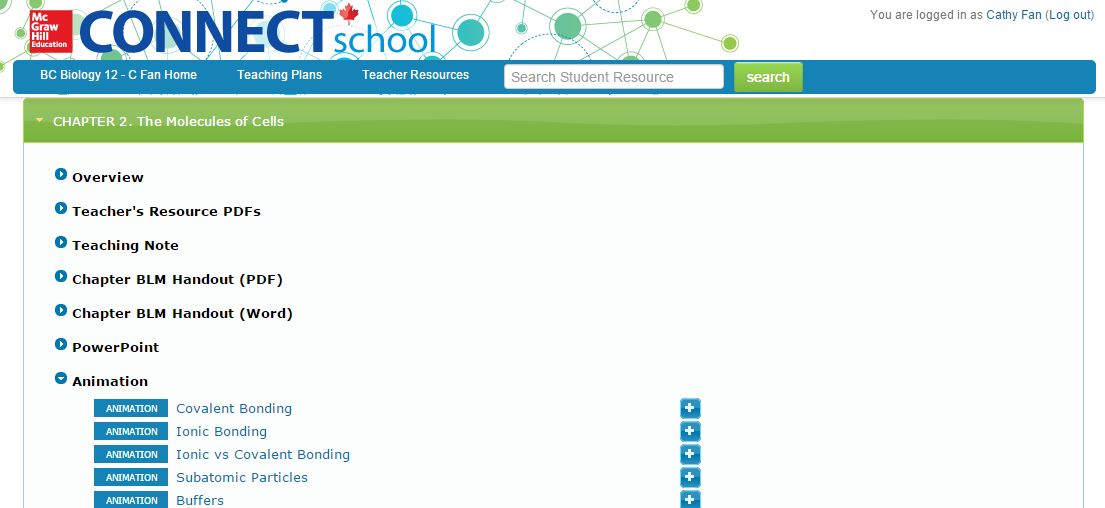 Mc
Graw
Hill
Education
CONNECT
school
You are logged in as Cathy Fan (Log out)
BC Biology 12 - C Fan Home Teaching Plans Teacher Resources Search Student Resource search
CHAPTER 2. The Molecules of Cells
Overview
Teacher's Resource PDFs
Teaching Note
Chapter BLM Handout (PDF)
Chapter BLM Handout (Word)
PowerPoint
Animation
ANIMATION Covalent Bonding
ANIMATION Ionic Bonding
ANIMATION Ionic vs Covalent Bonding
ANIMATION Subatomic Particles
ANIMATION Buffers